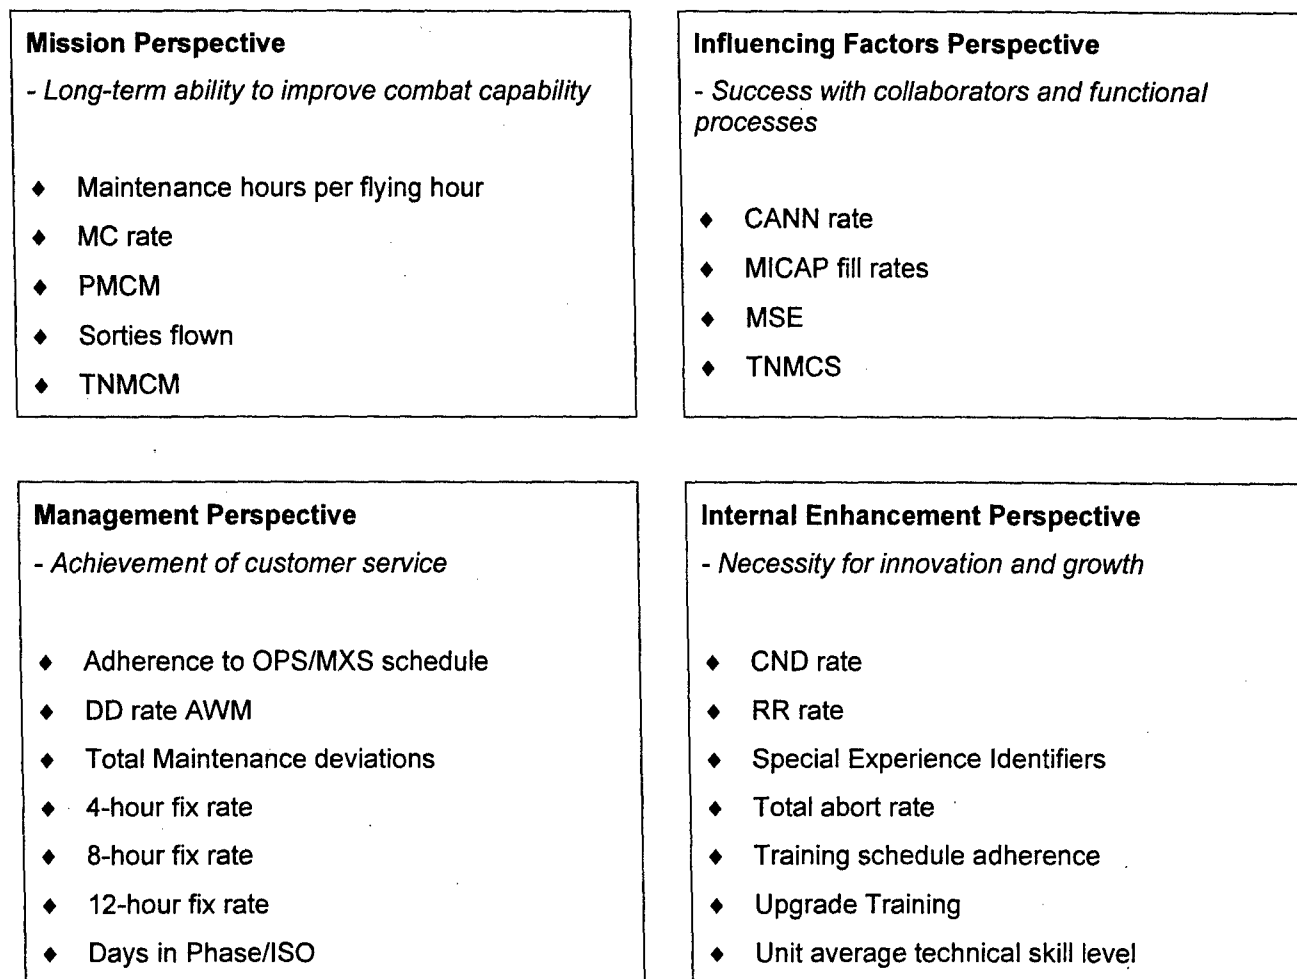 Mission Perspective
- Long-term ability to improve combat capability
♦ Maintenance hours per flying hour
♦ MC rate
♦ PMCM
♦ Sorties flown
♦ TNMCM
Influencing Factors Perspective
- Success with collaborators and functional
processes
♦ CANN rate
♦ MICAP fill rates
♦ MSE
♦ TNMCS
Management Perspective
- Achievement of customer service
♦ Adherence to OPS/MXS schedule
♦ DD rate AWM
♦ Total Maintenance deviations
♦ 4-hour fix rate
♦ 8-hour fix rate
♦ 12-hour fix rate
♦ Days in Phase/ISO
Internal Enhancement Perspective
- Necessity for innovation and growth
♦ CND rate
♦ RR rate
♦ Special Experience Identifiers
♦ Total abort rate
♦ Training schedule adherence
♦ Upgrade Training
♦ Unit average technical skill level